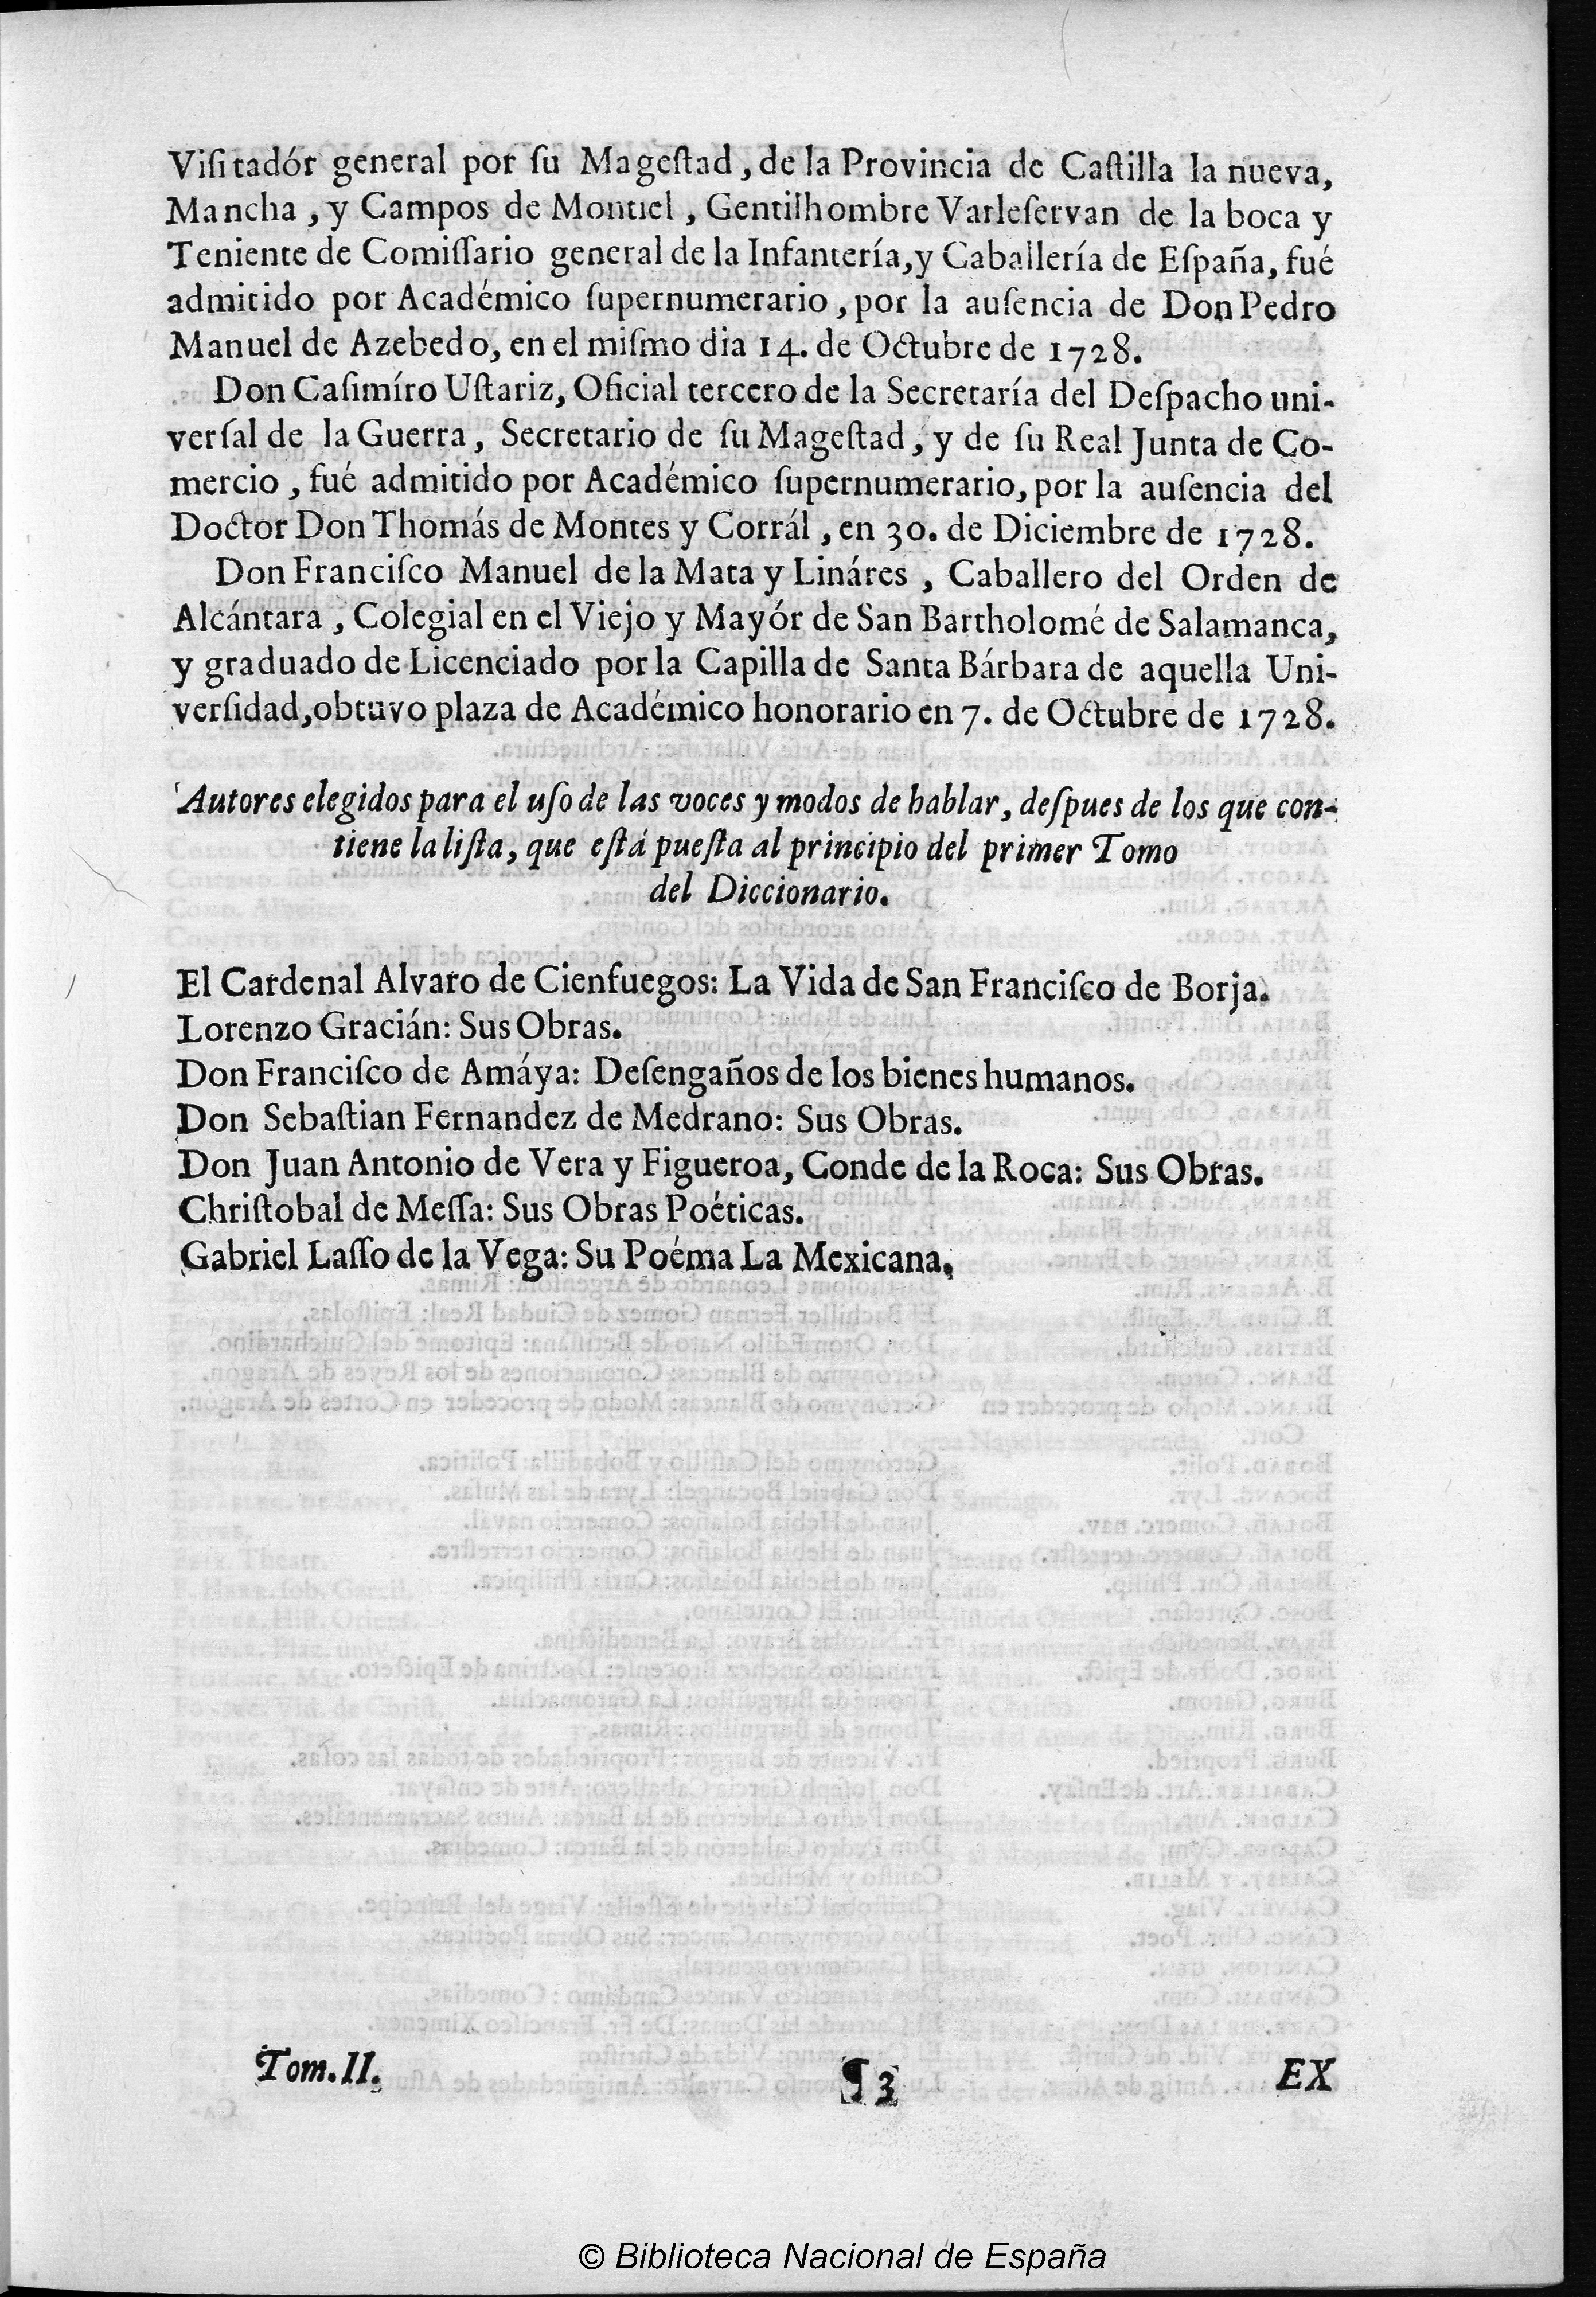 Viſitadór general por ſu Mageſtad, de la Provincia de Caſtilla la nueva,
Mancha, y Campos de Montiel, Gentilhombre Varleſervan de la boca y
Teniente de Comiſſario general de la Infantería, y Caballería de Eſpaña, fué
admitido por Académico ſupernumerario, por la auſencia de Don Pedro
Manuel de Azebedo, en el miſmo dia 14. de Octubre de 1728.
Don Caſimíro Uſtariz, Oficial tercero de la Secretaría del Deſpacho uni-
verſal de la Guerra, Secretario de ſu Mageſtad, y de ſu Real Junta de Co-
mercio, fué admitido por Académico ſupernumerario, por la auſencia del
Doctor Don Thomás de Montes y Corrál, en 30. de Diciembre de 1728.
Don Franciſco Manuel de la Mata y Lináres, Caballero del Orden de
Alcántara, Colegial en el Viejo y Mayór de San Bartholomé de Salamanca,
y graduado de Licenciado por la Capilla de Santa Bárbara de aquella Uni-
verſidad, obtuvo plaza de Académico honorario en 7. de Octubre de 1728.
Autores elegidos para el uſo de las voces y modos de hablar, deſpues de los que con-
tiene la liſta, que eſtá pueſta al principio del primer Tomo
del Diccionario.
El Cardenal Alvaro de Cienfuegos: La Vida de San Franciſco de Borja.
Lorenzo Gracián: Sus Obras.
Don Franciſco de Amáya: Deſengaños de los bienes humanos.
Don Sebaſtian Fernandez de Medrano: Sus Obras.
Don Juan Antonio de Vera y Figueroa, Conde de la Roca: Sus Obras.
Chriſtobal de Meſſa: Sus Obras Poéticas.
Gabriel Laſſo de la Vega: Su Poéma La Mexicana.
Tom. II. ¶ 3 EX
© Biblioteca Nacional de España